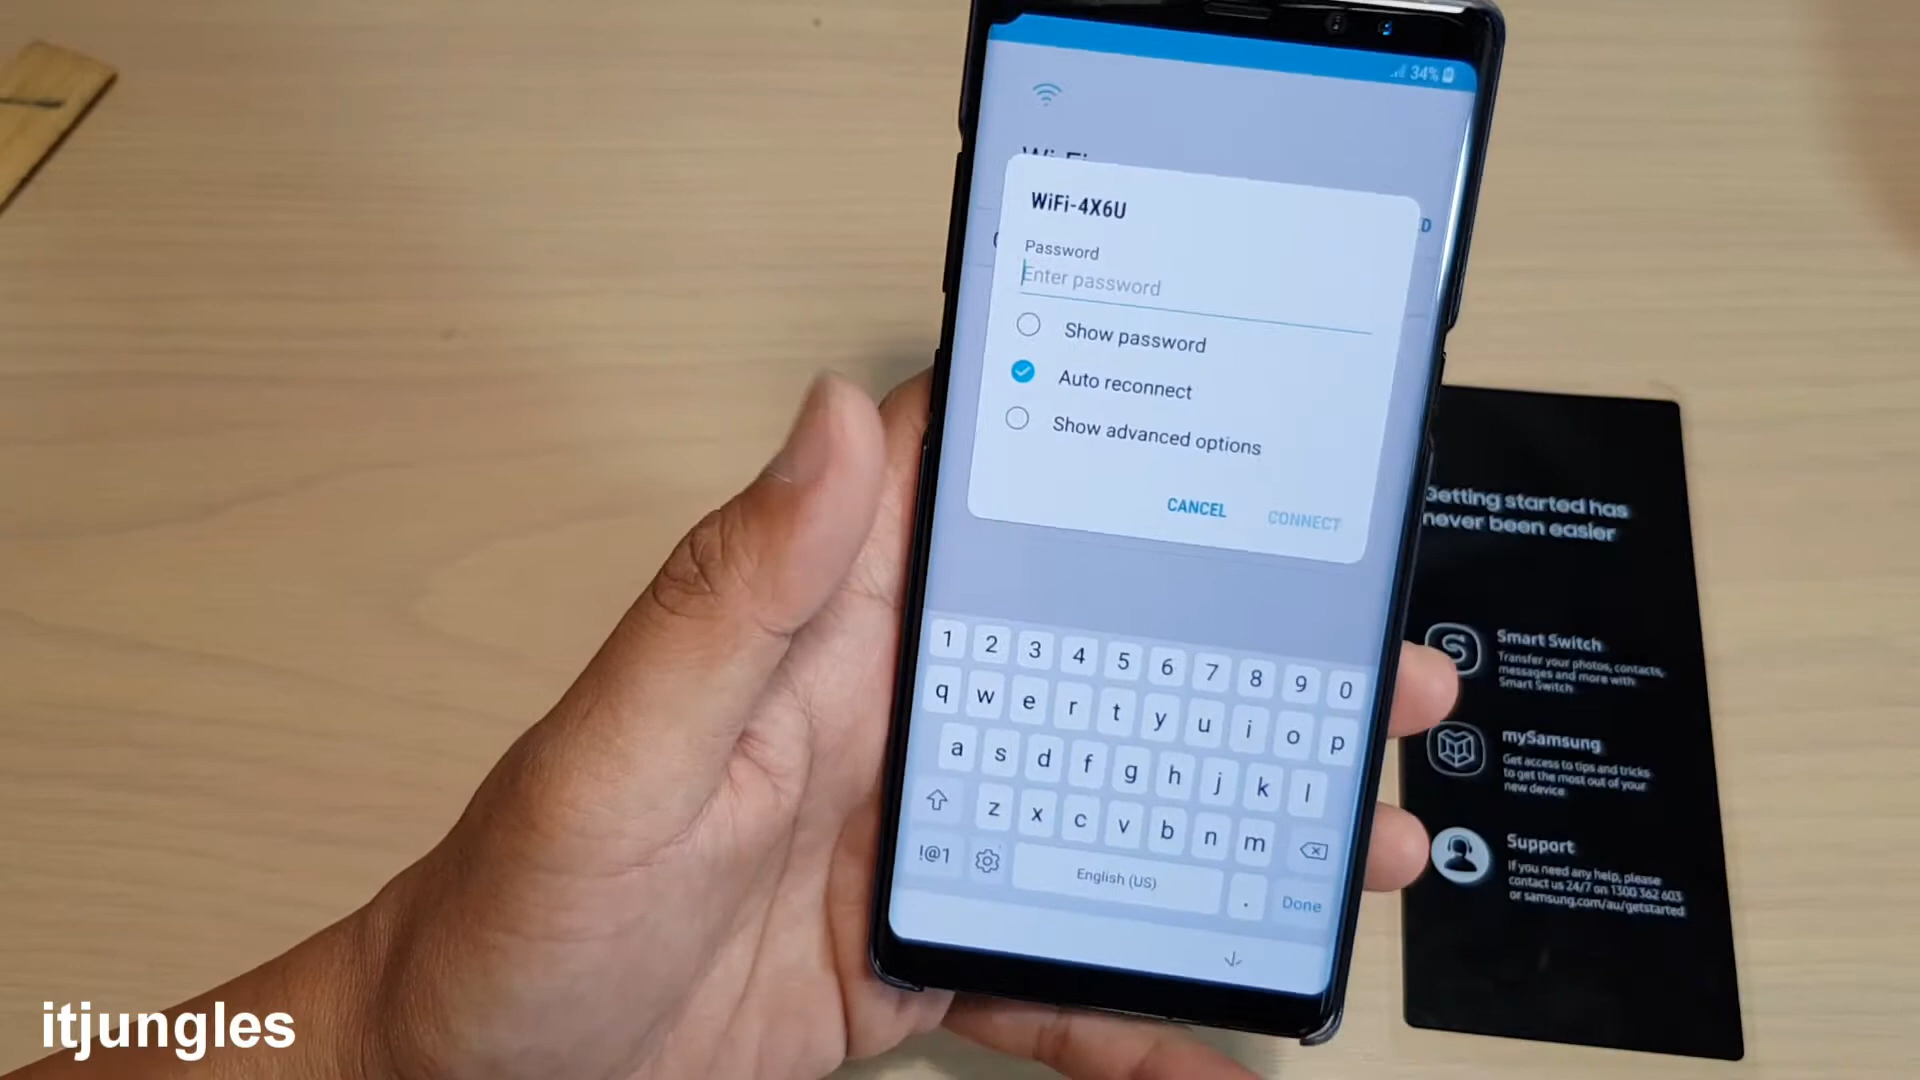 34%
Wi-Fi
WiFi-4X6U
Password
Enter password
Show password
Auto reconnect
Show advanced options
CANCEL CONNECT
1 2 3 4 5 6 7 8 9 0
q w e r t y u i o p
a s d f g h j k l
z x c v b n m
!@1 English (US) . Done
Getting started has
never been easier
Smart Switch
Transfer your photos, contacts,
messages and more with
Smart Switch
mySamsung
Get access to tips and tricks
to get the most out of your
new device
Support
If you need any help, please
contact us 24/7 on 1300 362 603
or samsung.com/au/getstarted
itjungles